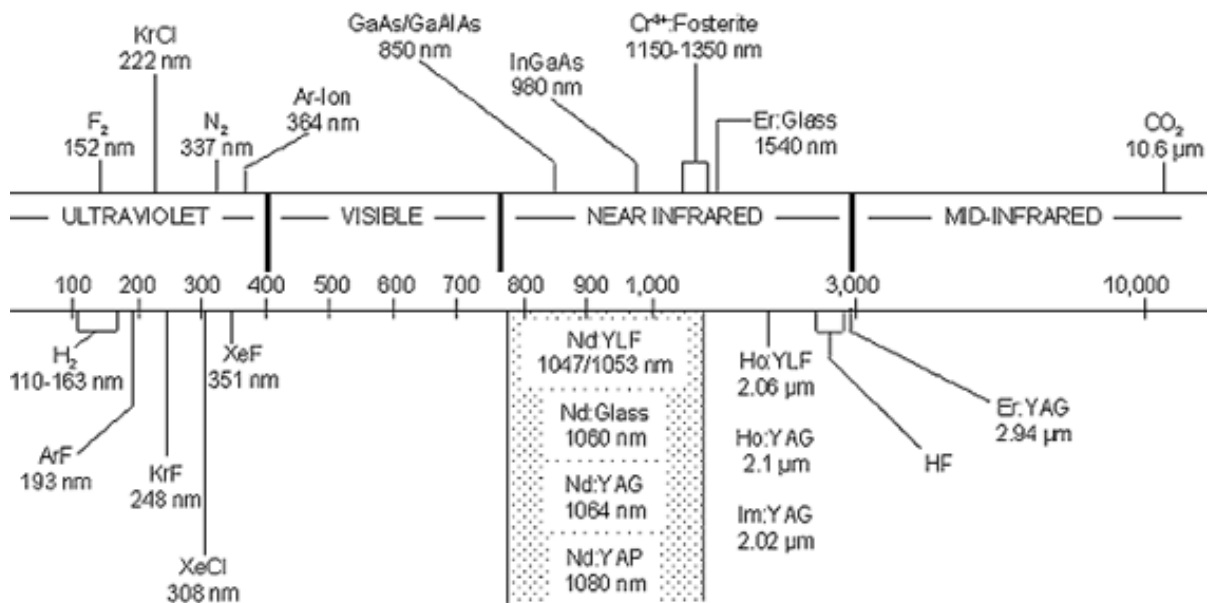 KrCl
222 nm
GaAs/GaAlAs
850 nm
Cr⁴⁺:Fosterite
1150-1350 nm
InGaAs
980 nm
Ar-Ion
364 nm
F₂
152 nm
N₂
337 nm
Er:Glass
1540 nm
CO₂
10.6 µm
ULTRAVIOLET
VISIBLE
NEAR INFRARED
MID-INFRARED
100
200
300
400
500
600
700
800
900
1,000
3,000
10,000
H₂
110-163 nm
XeF
351 nm
Nd:YLF
1047/1053 nm
Ho:YLF
2.06 µm
Er:YAG
2.94 µm
Nd:Glass
1060 nm
Ho:YAG
2.1 µm
HF
ArF
193 nm
KrF
248 nm
Nd:YAG
1064 nm
Im:YAG
2.02 µm
XeCl
308 nm
Nd:YAP
1080 nm